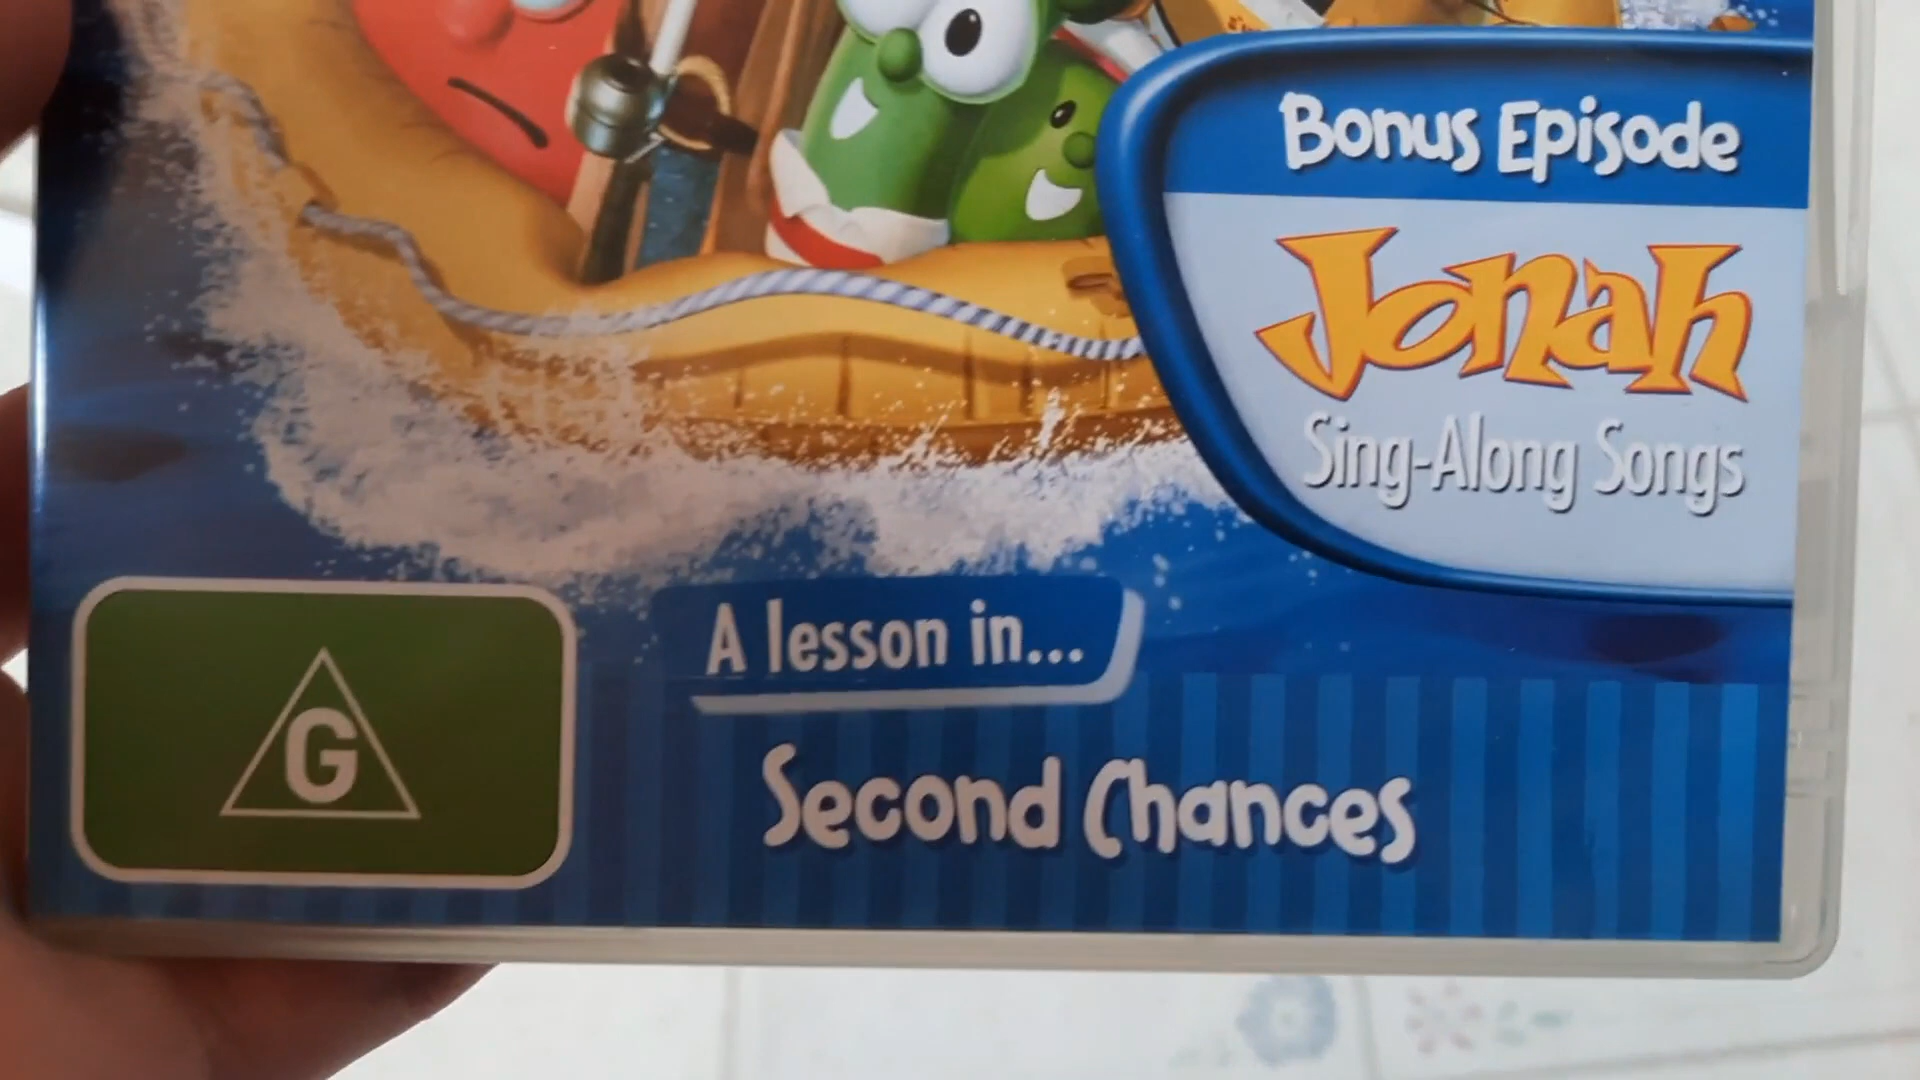 Bonus Episode
Jonah
Sing-Along Songs
A lesson in...
G
Second Chances